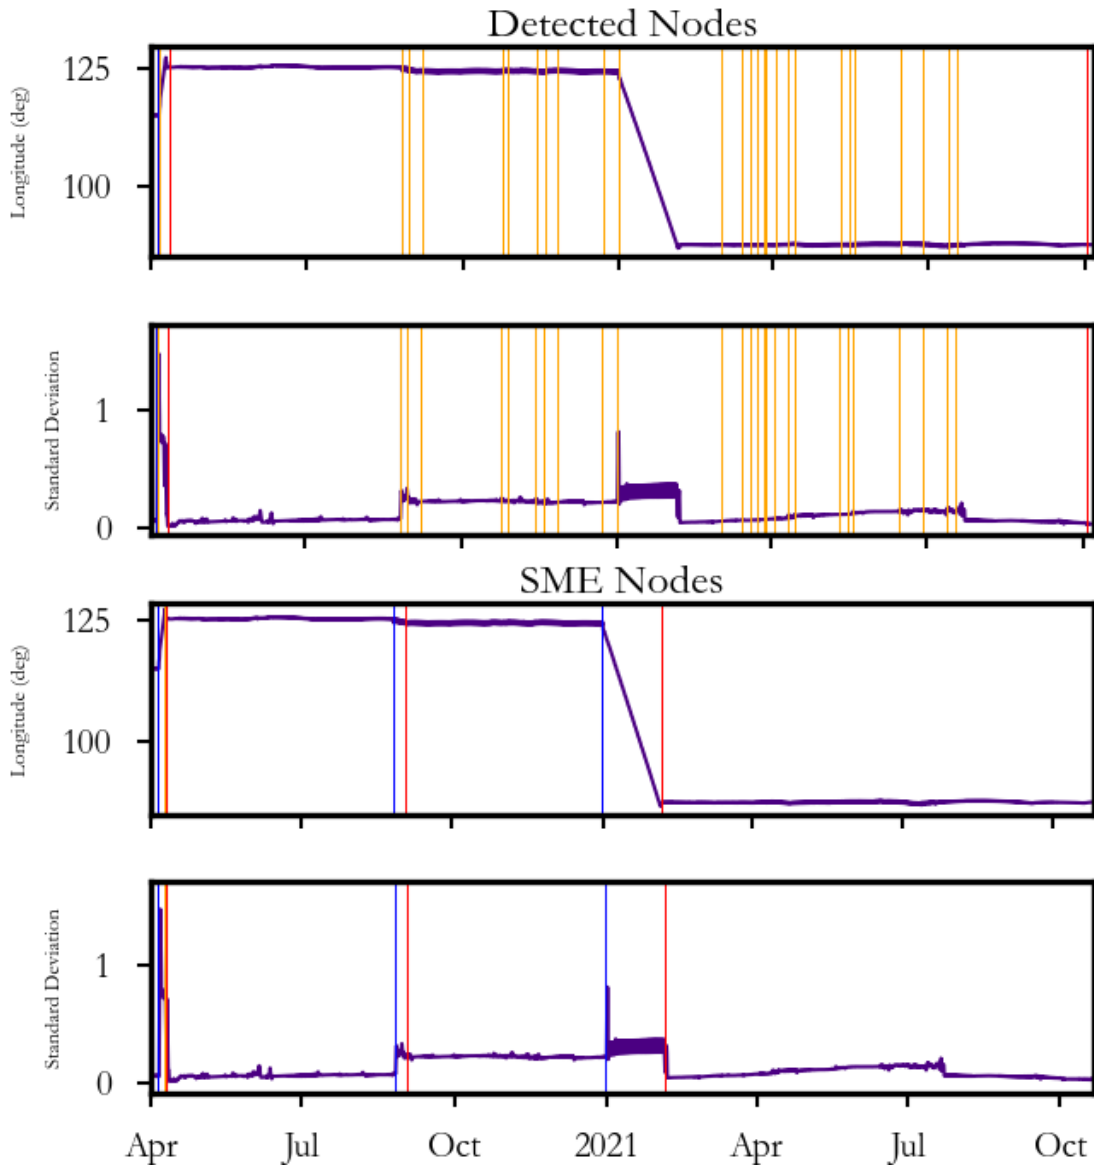 Detected Nodes
125
100
Longitude (deg)
1
0
Standard Deviation
SME Nodes
125
100
Longitude (deg)
1
0
Standard Deviation
Apr Jul Oct 2021 Apr Jul Oct